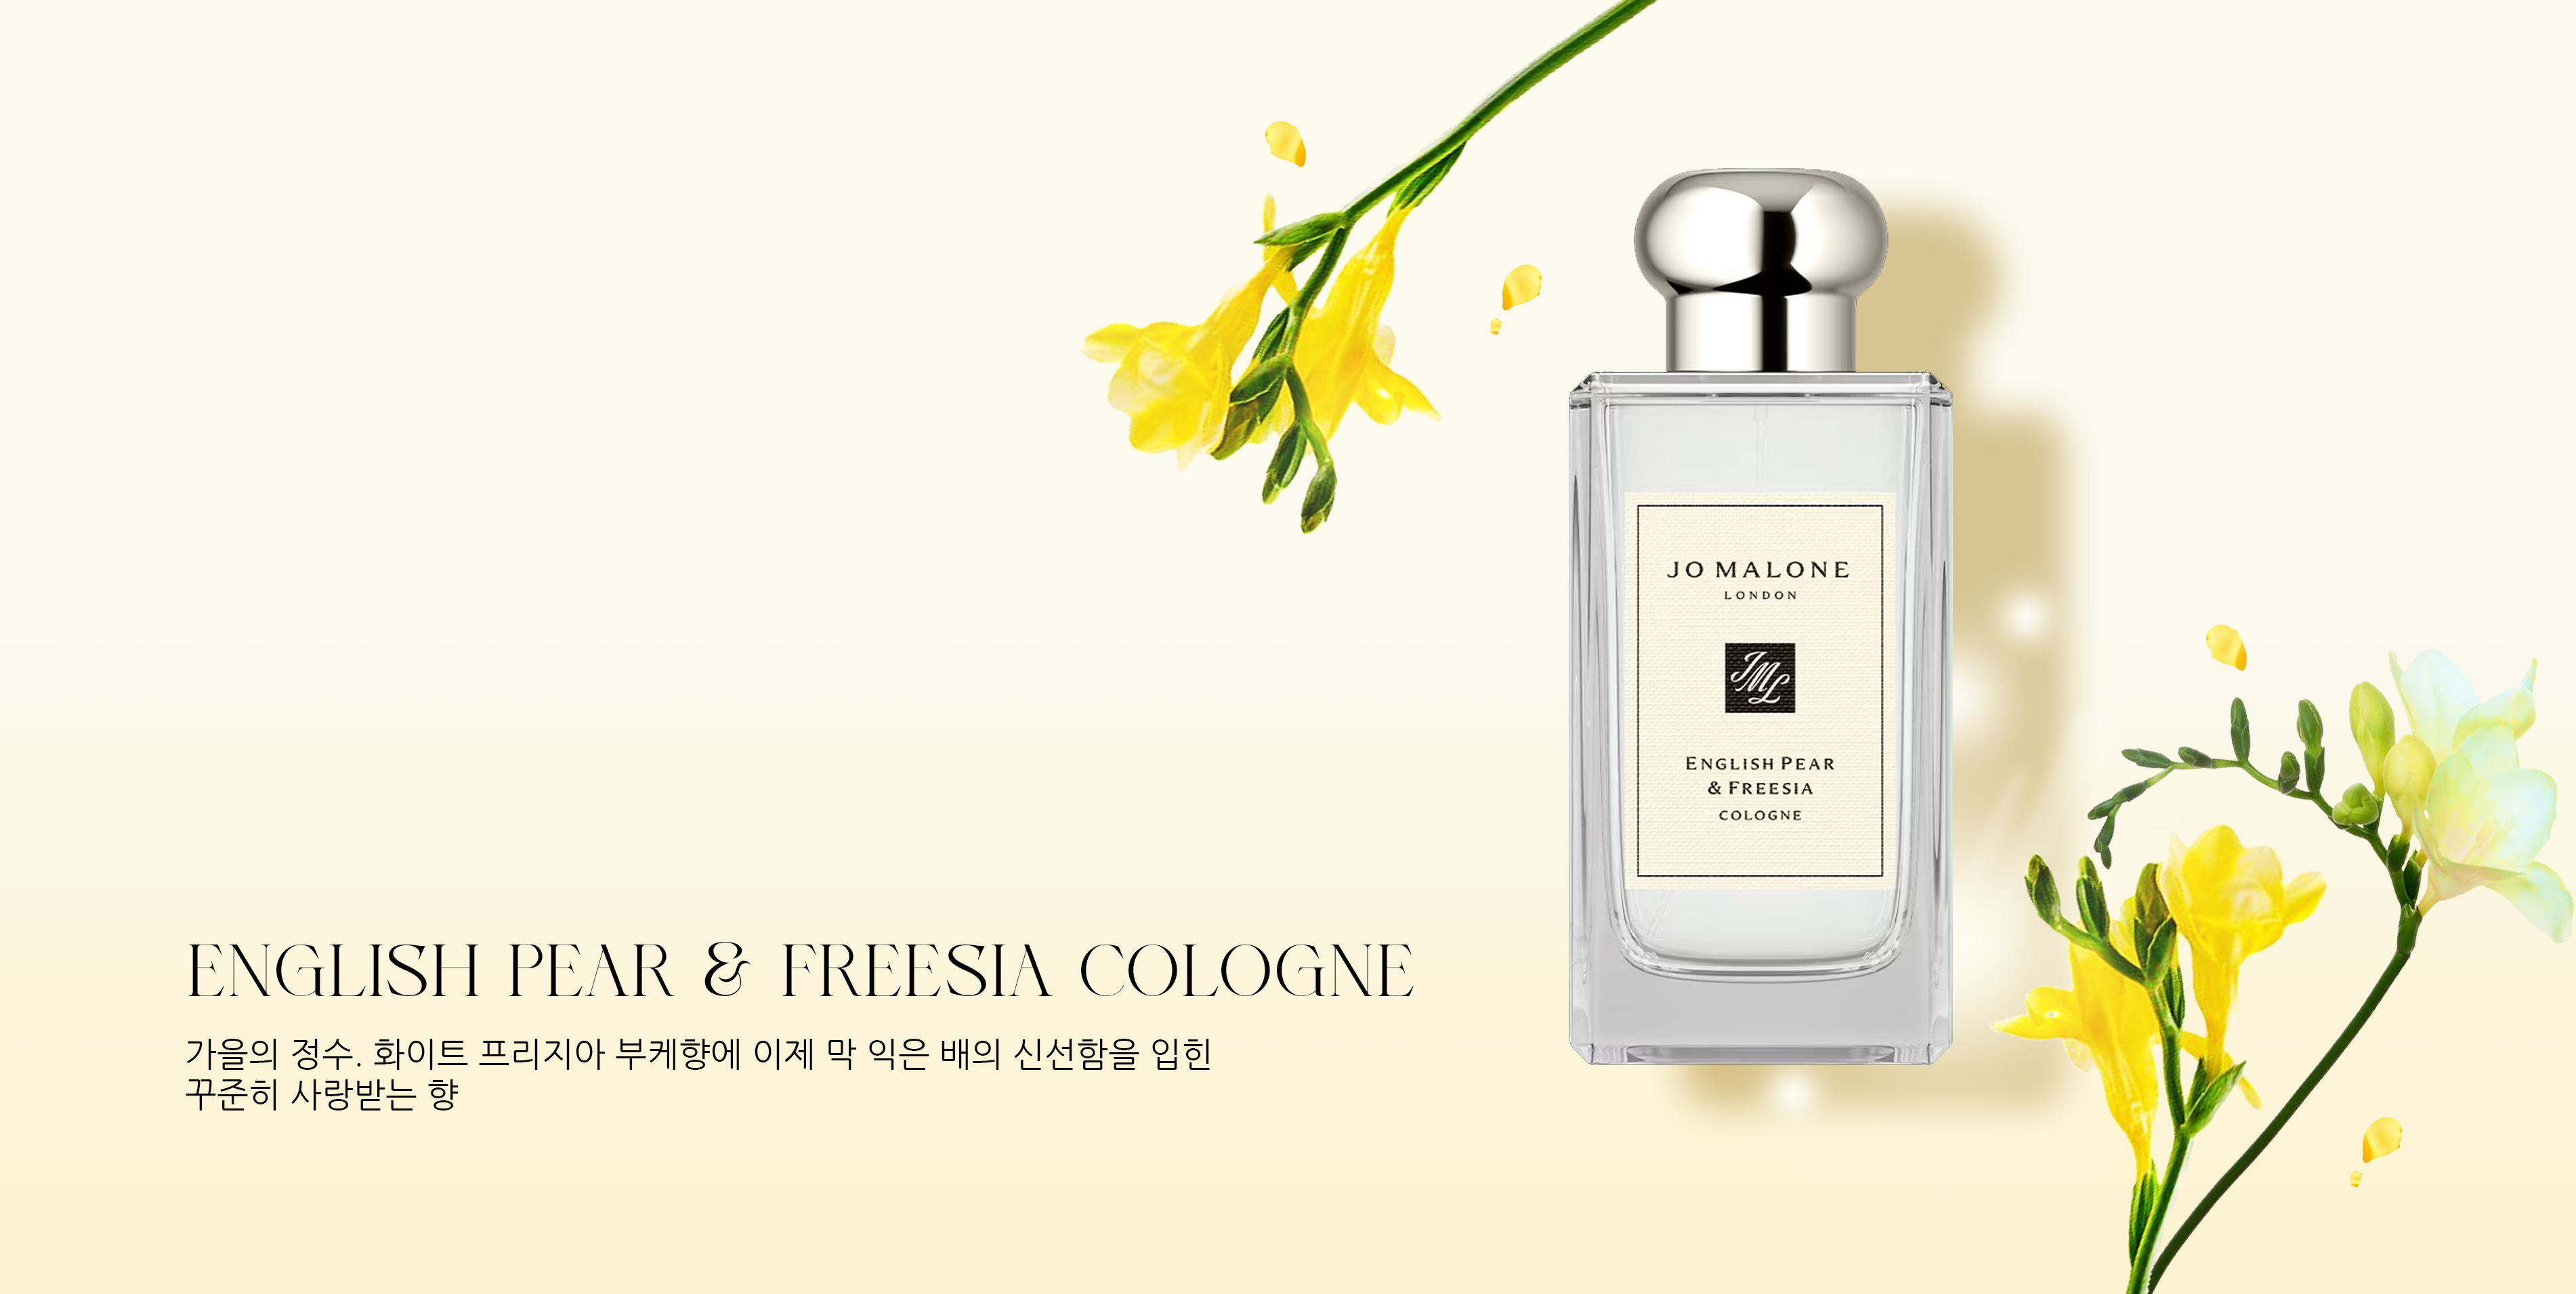 JO MALONE
LONDON
JML
ENGLISH PEAR
& FREESIA
COLOGNE
ENGLISH PEAR & FREESIA COLOGNE
가을의 정수. 화이트 프리지아 부케향에 이제 막 익은 배의 신선함을 입힌
꾸준히 사랑받는 향